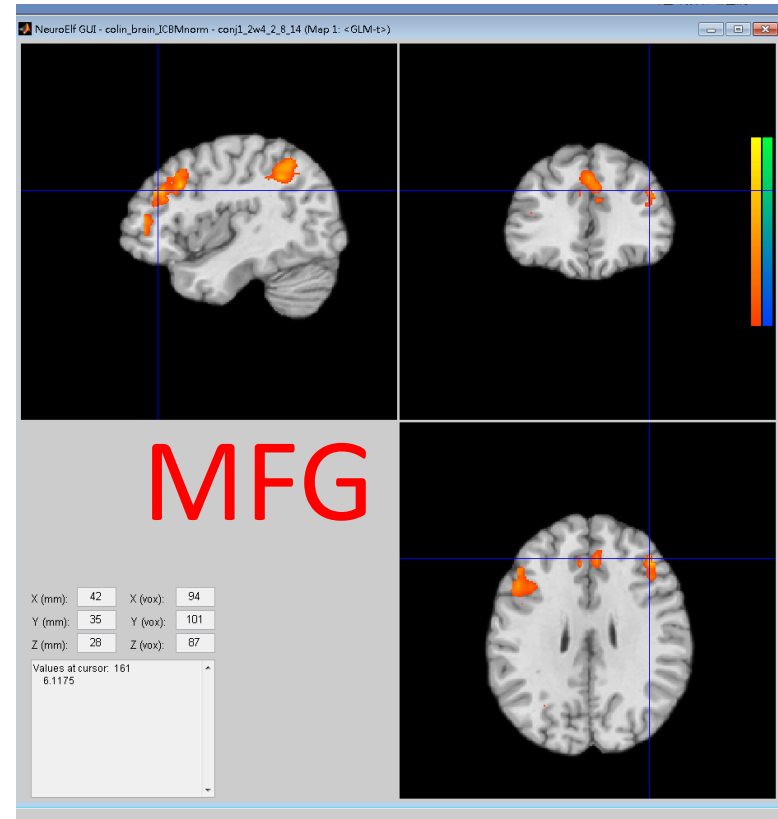 NeuroElf GUI - colin_brain_ICBMnorm - conj1_2w4_2_8_14 (Map 1: <GLM-t>)
MFG
X (mm): 42 X (vox): 94
Y (mm): 35 Y (vox): 101
Z (mm): 28 Z (vox): 87
Values at cursor: 161
6.1175